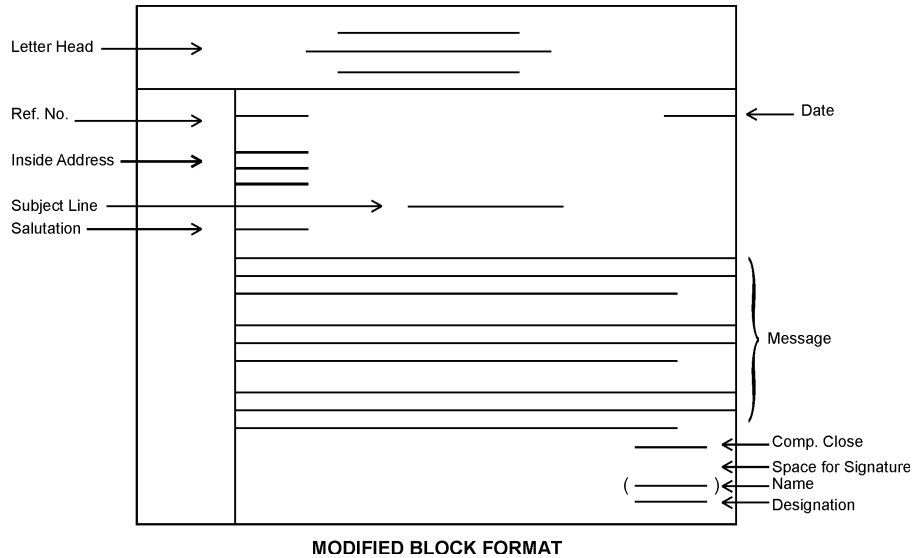 Letter Head
Ref. No.
Date
Inside Address
Subject Line
Salutation
Message
Comp. Close
Space for Signature
( ) Name
Designation
MODIFIED BLOCK FORMAT